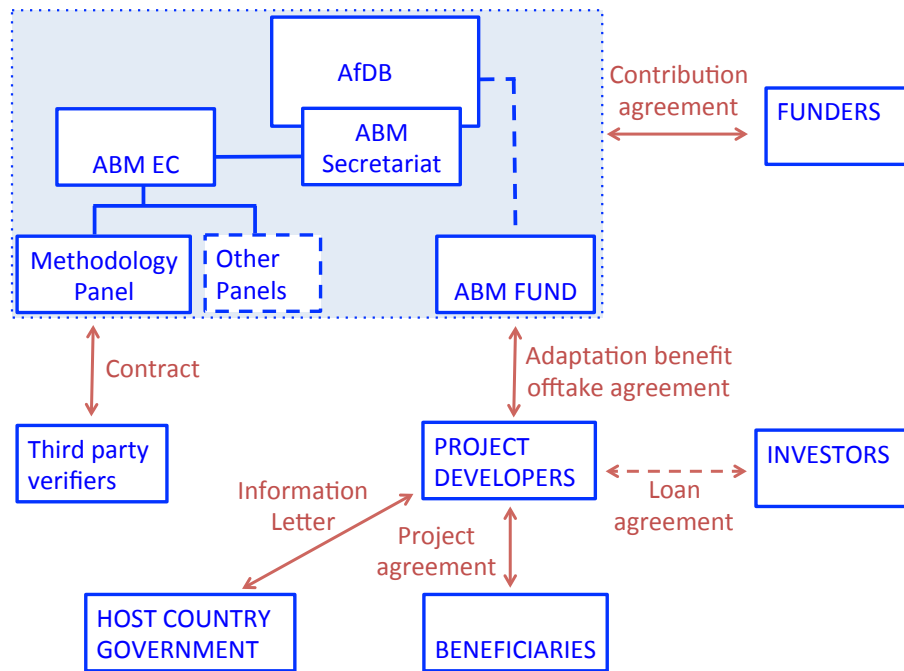 AfDB
Contribution
agreement
FUNDERS
ABM
Secretariat
ABM EC
Methodology
Panel
Other
Panels
ABM FUND
Contract
Adaptation benefit
offtake agreement
Third party
verifiers
PROJECT
DEVELOPERS
INVESTORS
Information
Letter
Loan
agreement
Project
agreement
HOST COUNTRY
GOVERNMENT
BENEFICIARIES